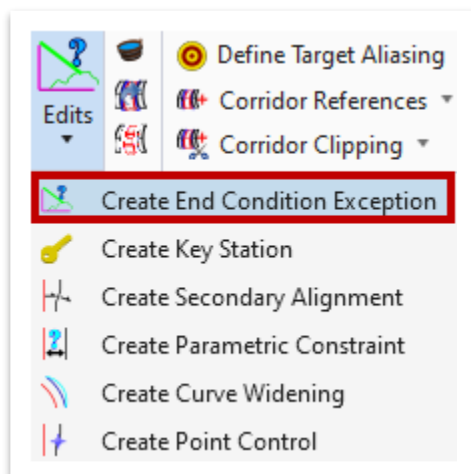 Edits
Define Target Aliasing
Corridor References
Corridor Clipping
Create End Condition Exception
Create Key Station
Create Secondary Alignment
Create Parametric Constraint
Create Curve Widening
Create Point Control